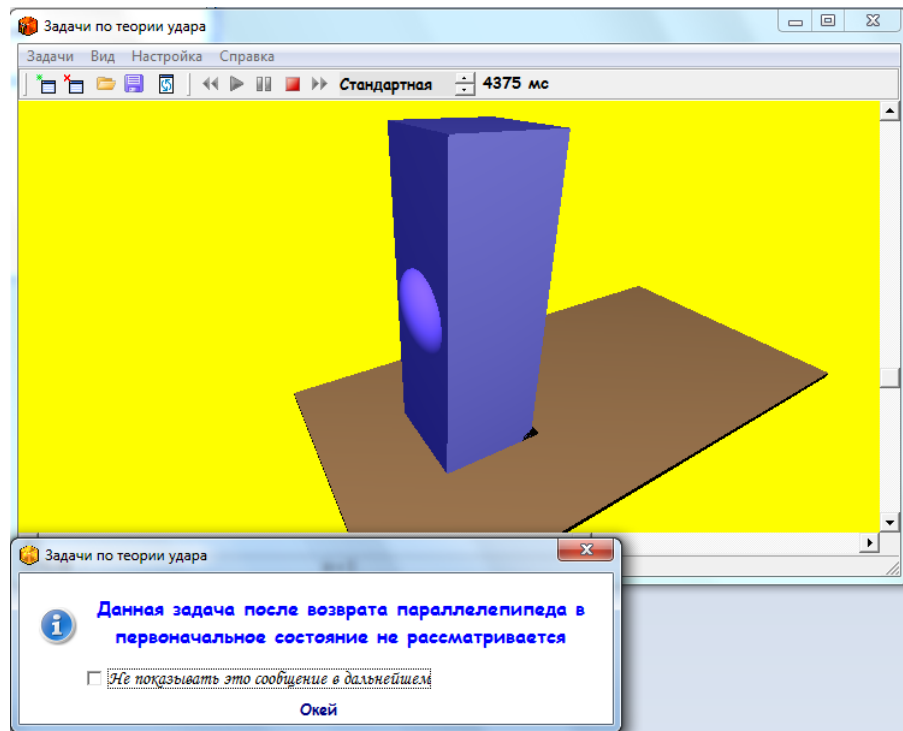 Задачи по теории удара
Задачи Вид Настройка Справка
Стандартная 4375 мс
Задачи по теории удара
Данная задача после возврата параллелепипеда в
первоначальное состояние не рассматривается
Не показывать это сообщение в дальнейшем
Окей